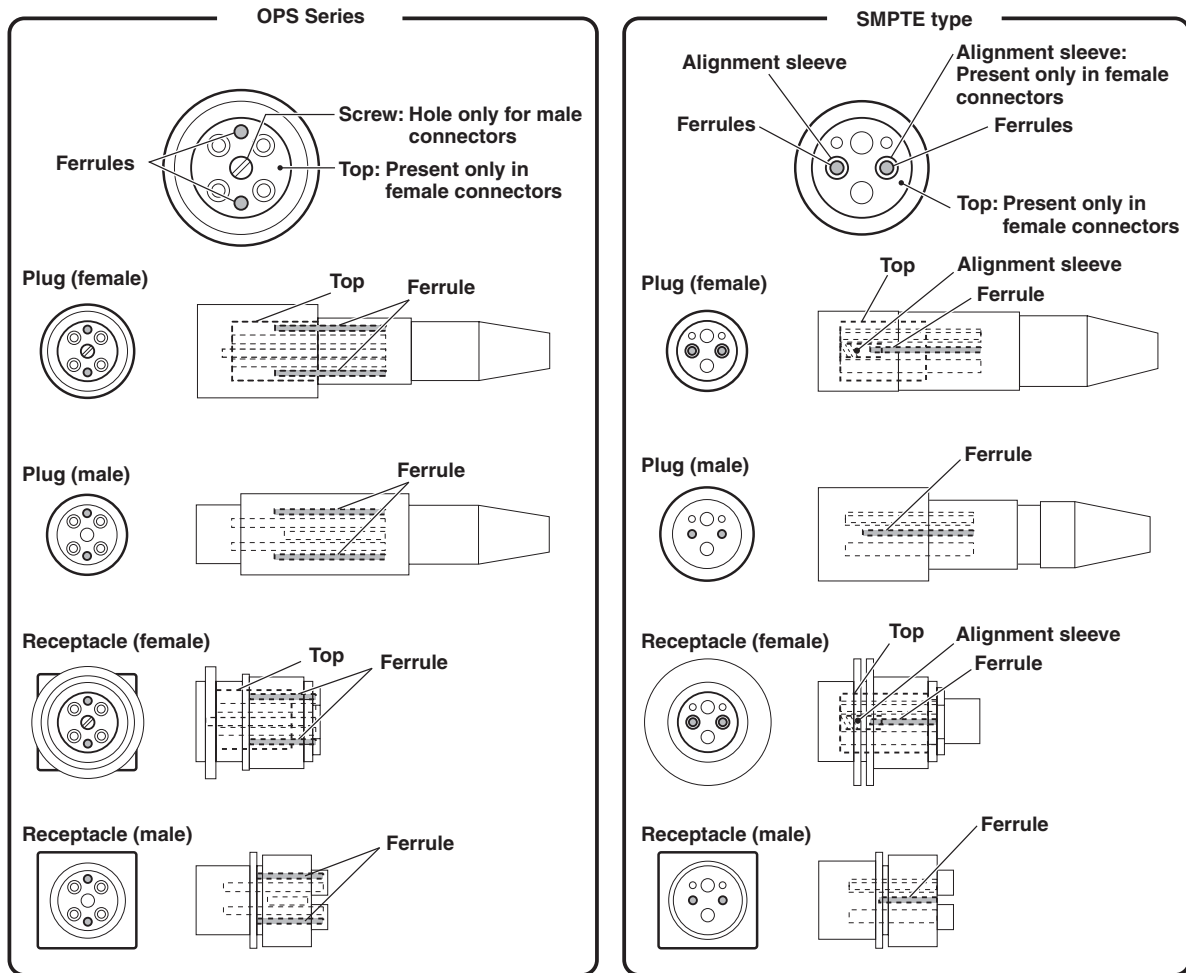 OPS Series
Screw: Hole only for male
connectors
Ferrules
Top: Present only in
female connectors
Plug (female)
Top
Ferrule
Plug (male)
Ferrule
Receptacle (female)
Top
Ferrule
Receptacle (male)
Ferrule
SMPTE type
Alignment sleeve
Alignment sleeve:
Present only in female
connectors
Ferrules
Ferrules
Top: Present only in
female connectors
Plug (female)
Top
Alignment sleeve
Ferrule
Plug (male)
Ferrule
Receptacle (female)
Top
Alignment sleeve
Ferrule
Receptacle (male)
Ferrule